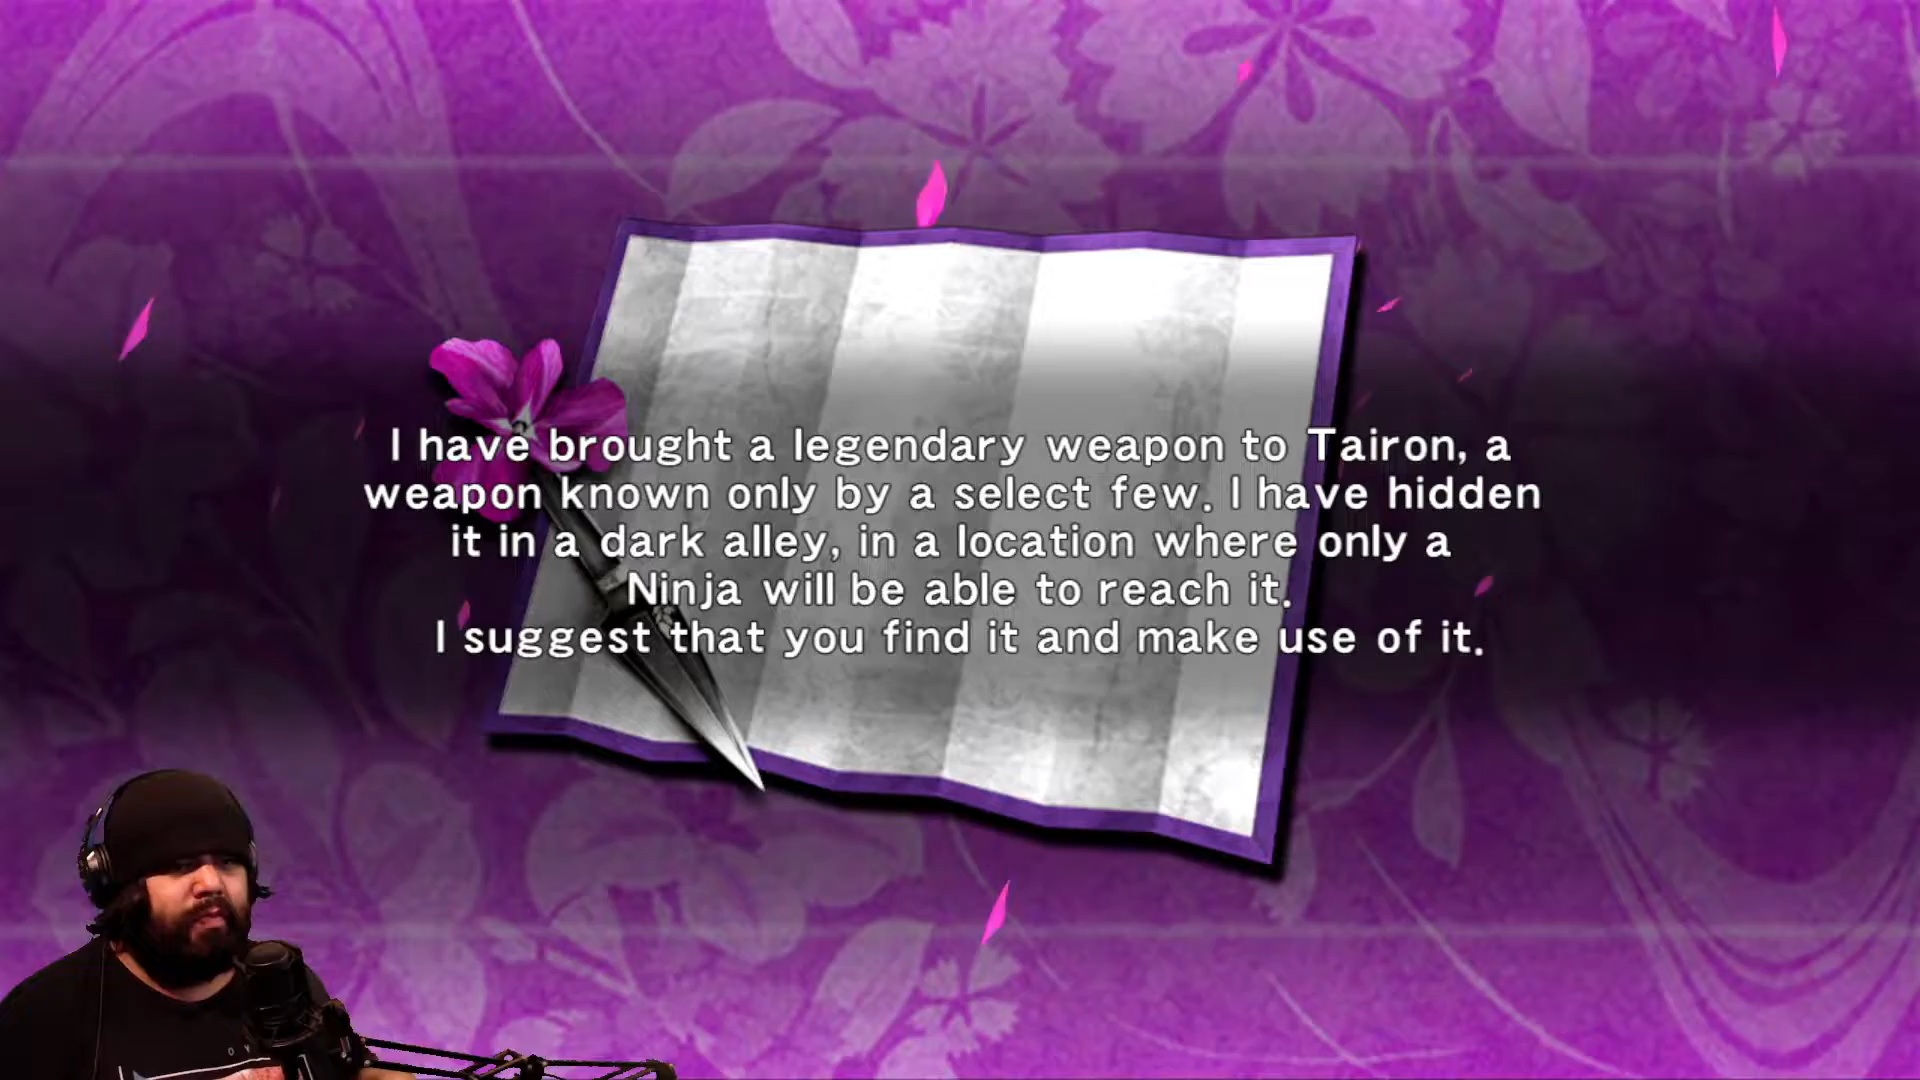 I have brought a legendary weapon to Tairon, a
weapon known only by a select few. I have hidden
it in a dark alley, in a location where only a
Ninja will be able to reach it.
I suggest that you find it and make use of it.